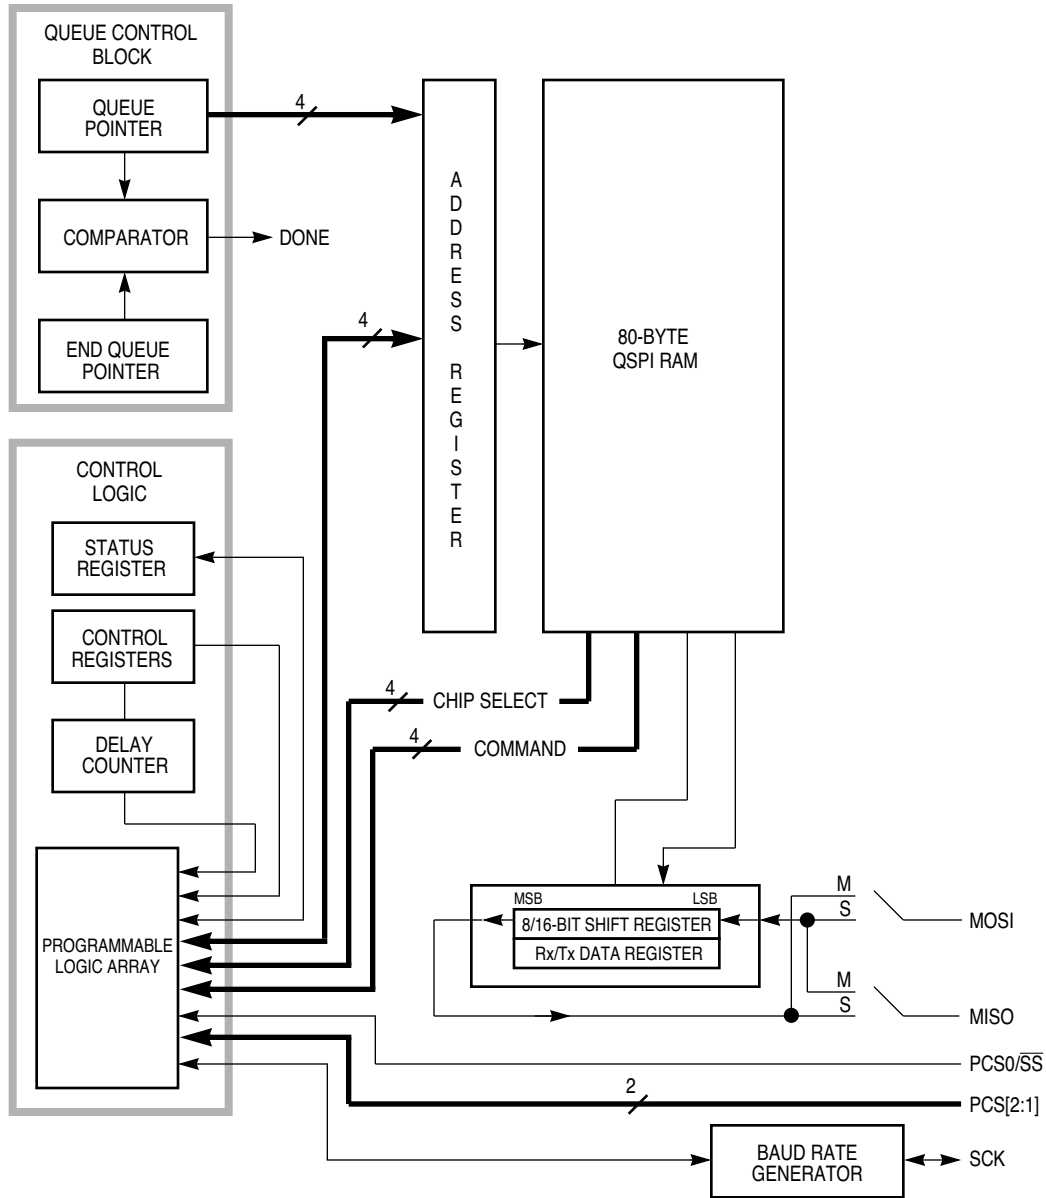 QUEUE CONTROL
BLOCK
QUEUE
POINTER
4
COMPARATOR
DONE
END QUEUE
POINTER
4
ADDRESS REGISTER
80-BYTE
QSPI RAM
CONTROL
LOGIC
STATUS
REGISTER
CONTROL
REGISTERS
DELAY
COUNTER
4
CHIP SELECT
4
COMMAND
PROGRAMMABLE
LOGIC ARRAY
MSB
LSB
8/16-BIT SHIFT REGISTER
Rx/Tx DATA REGISTER
M
S
MOSI
M
S
MISO
PCS0/S̅S̅
2
PCS[2:1]
BAUD RATE
GENERATOR
SCK